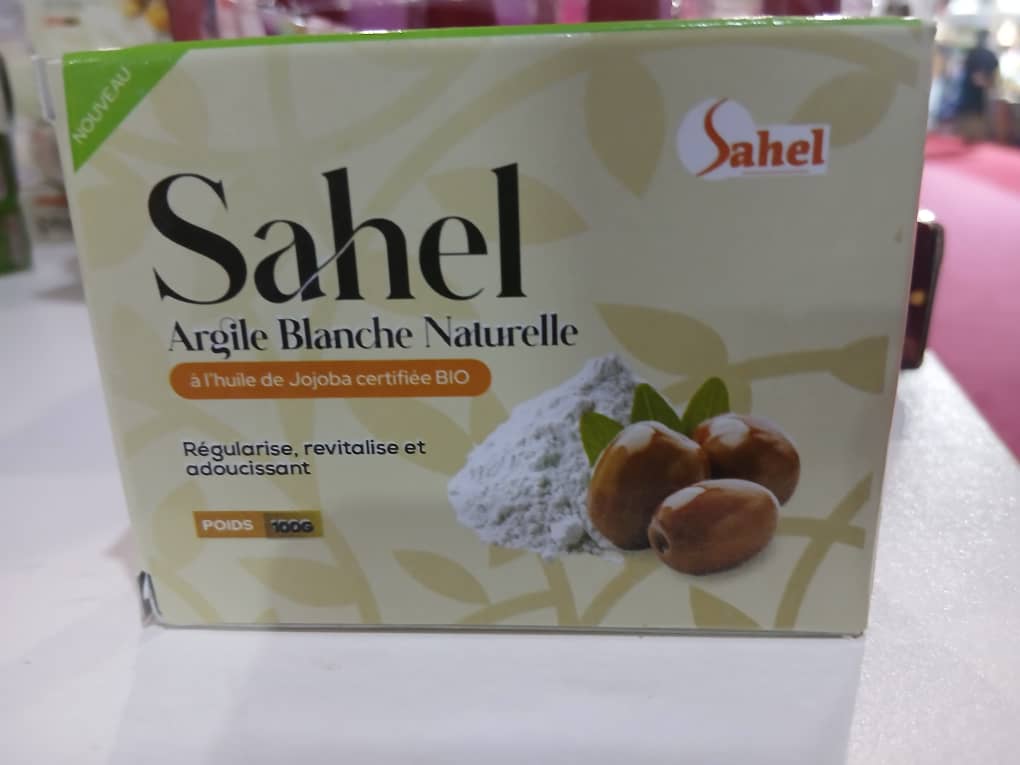 NOUVEAU
Sahel
Sahel
Argile Blanche Naturelle
à l'huile de Jojoba certifiée BIO
Régularise, revitalise et
adoucissant
POIDS 100G